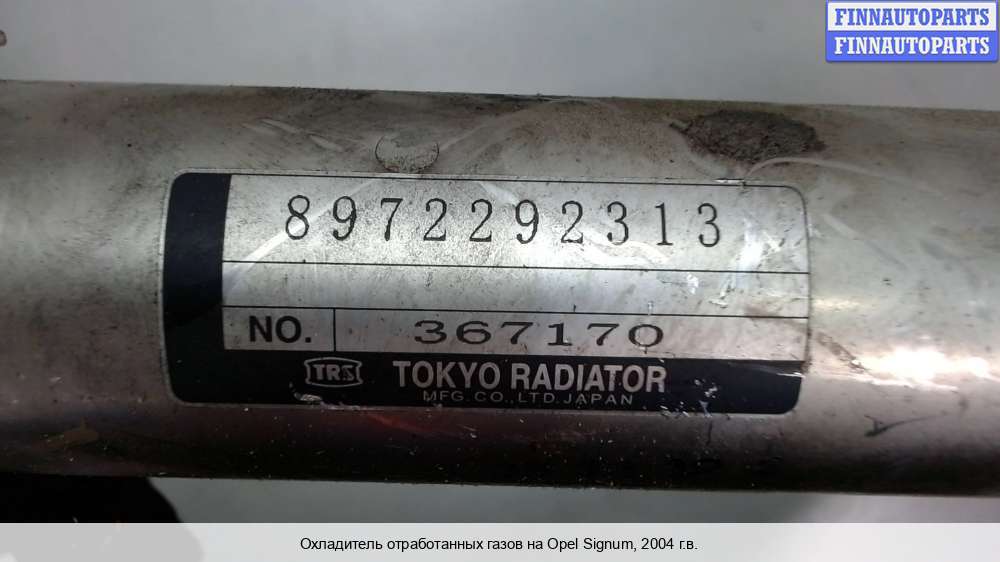 FINNAUTOPARTS
FINNAUTOPARTS
8972292313
NO. 367170
TRS TOKYO RADIATOR
MFG.CO.,LTD.JAPAN
Охладитель отработанных газов на Opel Signum, 2004 г.в.